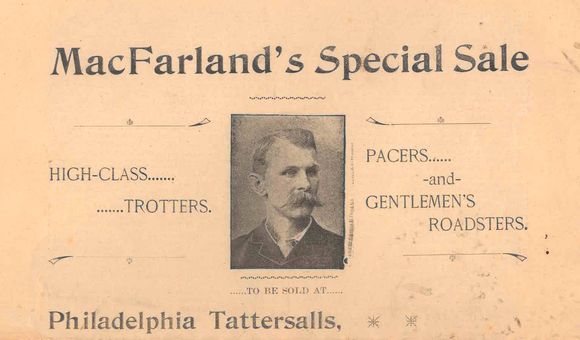 MacFarland's Special Sale
HIGH-CLASS.......
.......TROTTERS.
PACERS......
-and-
GENTLEMEN'S
ROADSTERS.
......TO BE SOLD AT......
Philadelphia Tattersalls,